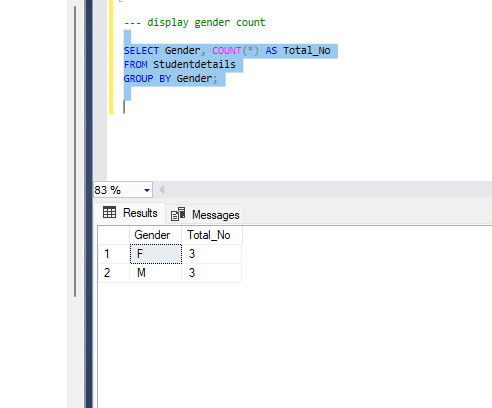 --- display gender count
SELECT Gender, COUNT(*) AS Total_No
FROM Studentdetails
GROUP BY Gender;
83 %
Results Messages
Gender Total_No
1 F 3
2 M 3